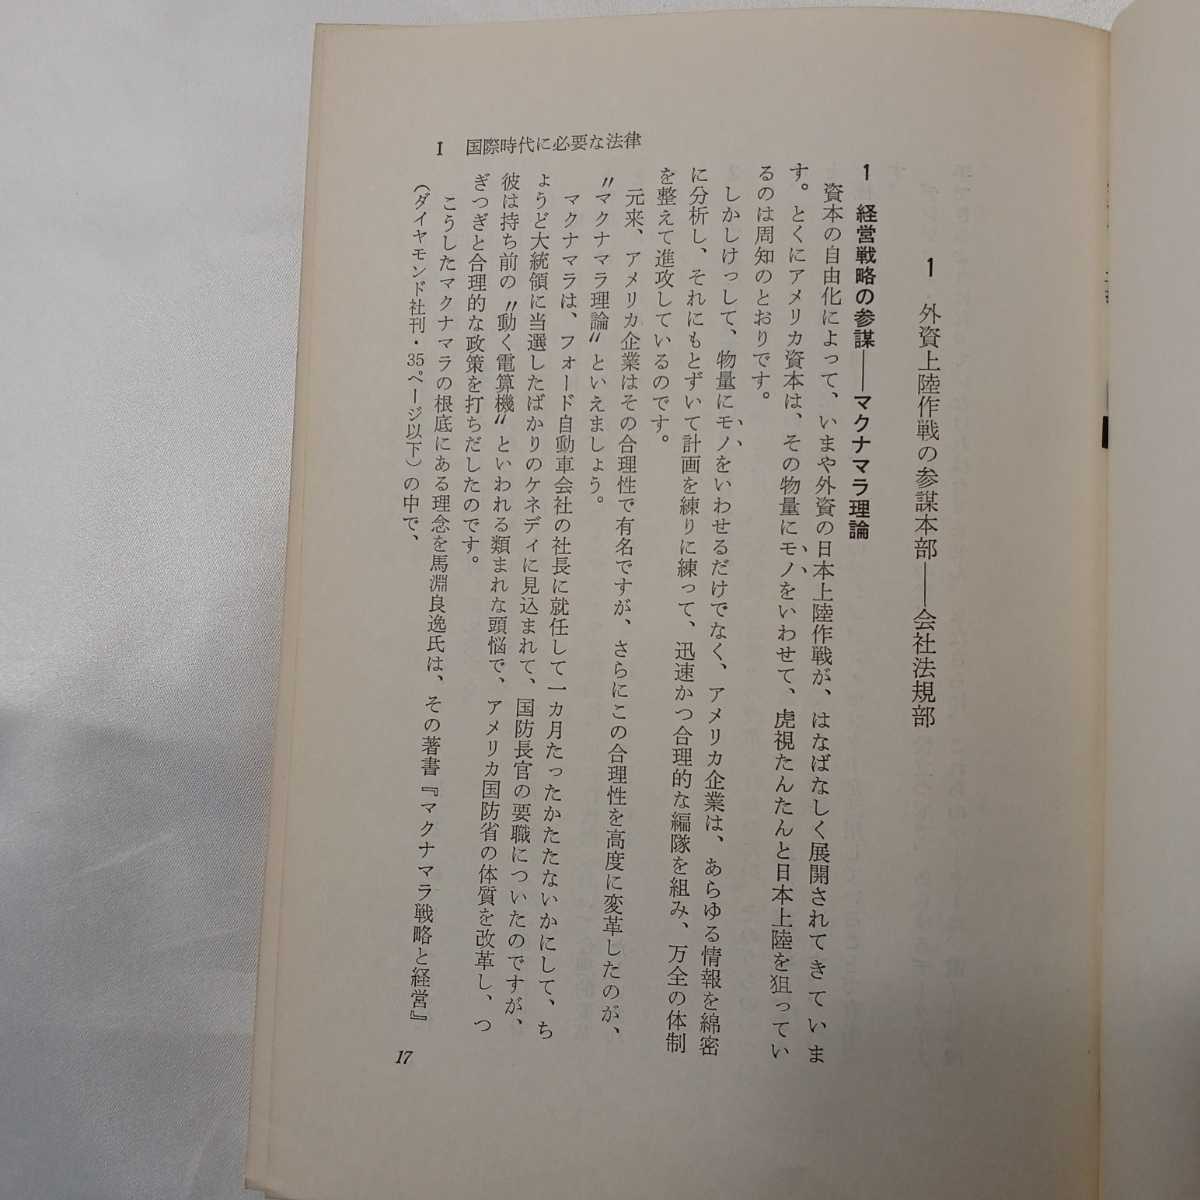 I 国際時代に必要な法律
1 外資上陸作戦の参謀本部――会社法規部
1 経営戦略の参謀――マクナマラ理論
資本の自由化によって、いまや外資の日本上陸作戦が、はなばなしく展開されてきていま
す。とくにアメリカ資本は、その物量にモノをいわせて、虎視たんたんと日本上陸を狙ってい
るのは周知のとおりです。
しかしけっして、物量にモノをいわせるだけでなく、アメリカ企業は、あらゆる情報を綿密
に分析し、それにもとずいて計画を練りに練って、迅速かつ合理的な編隊を組み、万全の体制
を整えて進攻しているのです。
元来、アメリカ企業はその合理性で有名ですが、さらにこの合理性を高度に変革したのが、
〃マクナマラ理論〃といえましょう。
マクナマラは、フォード自動車会社の社長に就任して一カ月たったかたたないかにして、ち
ょうど大統領に当選したばかりのケネディに見込まれて、国防長官の要職についたのですが、
彼は持ち前の〃動く電算機〃といわれる類まれな頭悩で、アメリカ国防省の体質を改革し、つ
ぎつぎと合理的な政策を打ちだしたのです。
こうしたマクナマラの根底にある理念を馬淵良逸氏は、その著書『マクナマラ戦略と経営』
（ダイヤモンド社刊・35ページ以下）の中で、
17